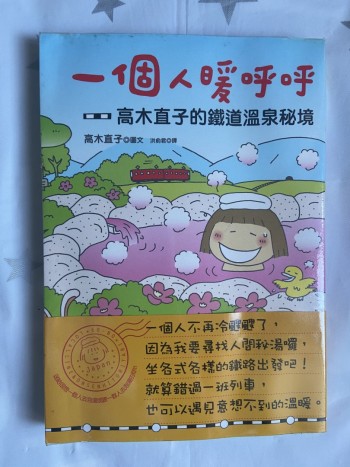 一個人暖呼呼
高木直子的鐵道溫泉秘境
高木直子◎圖文 洪俞君◎譯
一個人不再冷颼颼了，
因為我要尋找人間秘湯囉，
坐各式各樣的鐵路出發吧！
就算錯過一班列車，
也可以遇見意想不到的溫暖。
Japan